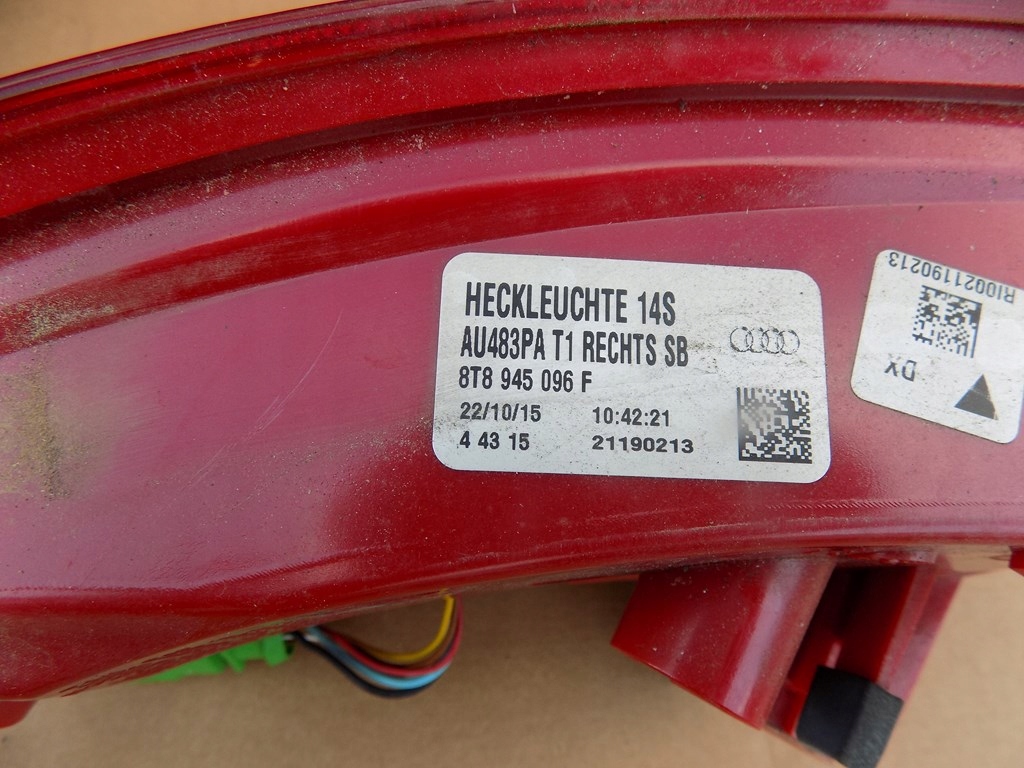 HECKLEUCHTE 14S
AU483PA T1 RECHTS SB
8T8 945 096 F
22/10/15 10:42:21
4 43 15 21190213
RI0021190213
DX